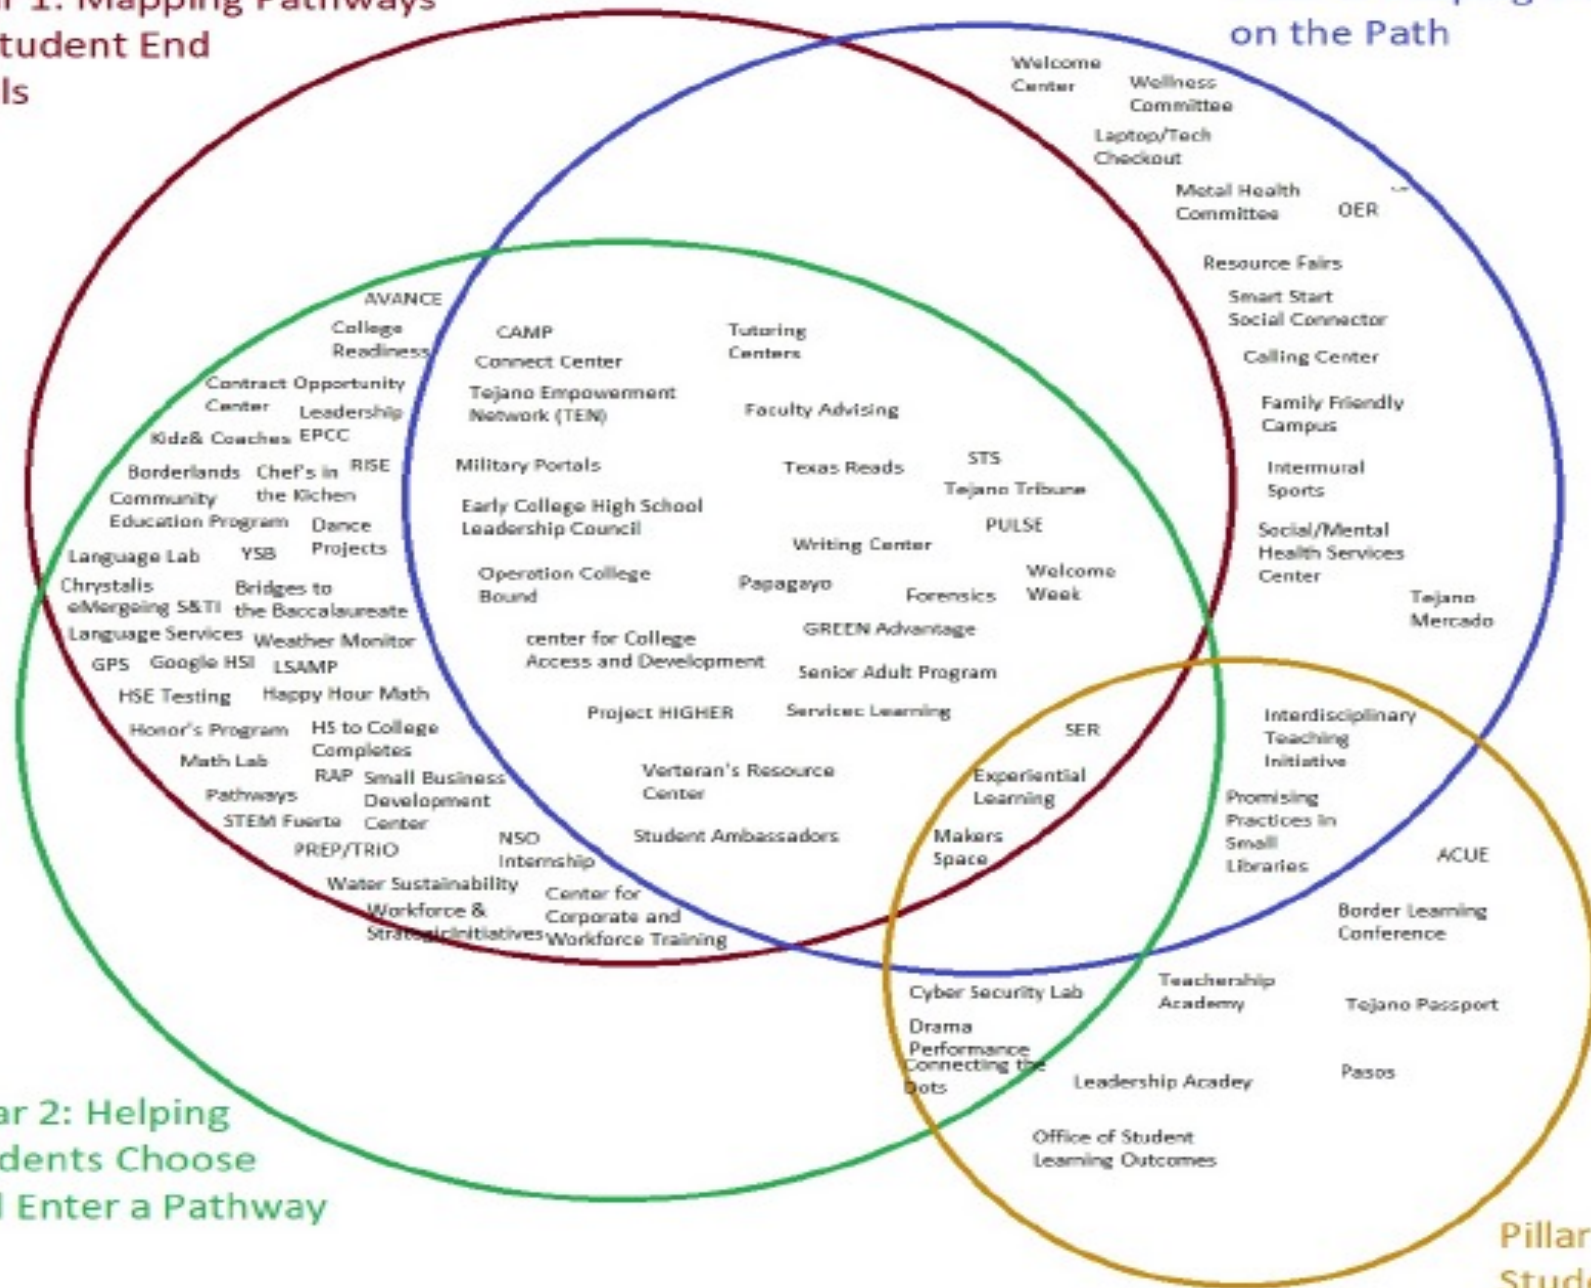 r 1: Mapping Pathways
tudent End
ls
on the Path
Welcome
Center
Wellness
Committee
Laptop/Tech
Checkout
Metal Health
Committee
OER
Resource Fairs
Smart Start
Social Connector
Calling Center
Family Friendly
Campus
Intermural
Sports
Social/Mental
Health Services
Center
Tejano
Mercado
AVANCE
College
Readiness
Contract Opportunity
Center
Leadership
EPCC
Kidz& Coaches
RISE
Borderlands
Chef's in
the Kichen
Community
Education Program
Dance
Projects
Language Lab
YSB
Chrystalis
eMergeing S&TI
Bridges to
the Baccalaureate
Language Services
Weather Monitor
GPS
Google HSI
LSAMP
HSE Testing
Happy Hour Math
Honor's Program
HS to College
Completes
Math Lab
RAP
Small Business
Development
Center
Pathways
STEM Fuerte
PREP/TRiO
NSO
Internship
Water Sustainability
Workforce &
StrategicInitiatives
Center for
Corporate and
Workforce Training
CAMP
Connect Center
Tejano Empowerment
Network (TEN)
Military Portals
Early College High School
Leadership Council
Operation College
Bound
center for College
Access and Development
Project HIGHER
Tutoring
Centers
Faculty Advising
Texas Reads
STS
Tejano Tribune
PULSE
Writing Center
Papagayo
Forensics
Welcome
Week
GREEN Advantage
Senior Adult Program
Servicec Learning
Verteran's Resource
Center
Student Ambassadors
SER
Experiential
Learning
Makers
Space
Interdisciplinary
Teaching
Initiative
Promising
Practices in
Small
Libraries
ACUE
Border Learning
Conference
Cyber Security Lab
Drama
Performance
Connecting the
Dots
Teachership
Academy
Tejano Passport
Leadership Acadey
Pasos
Office of Student
Learning Outcomes
ar 2: Helping
dents Choose
l Enter a Pathway
Pillar
Stud